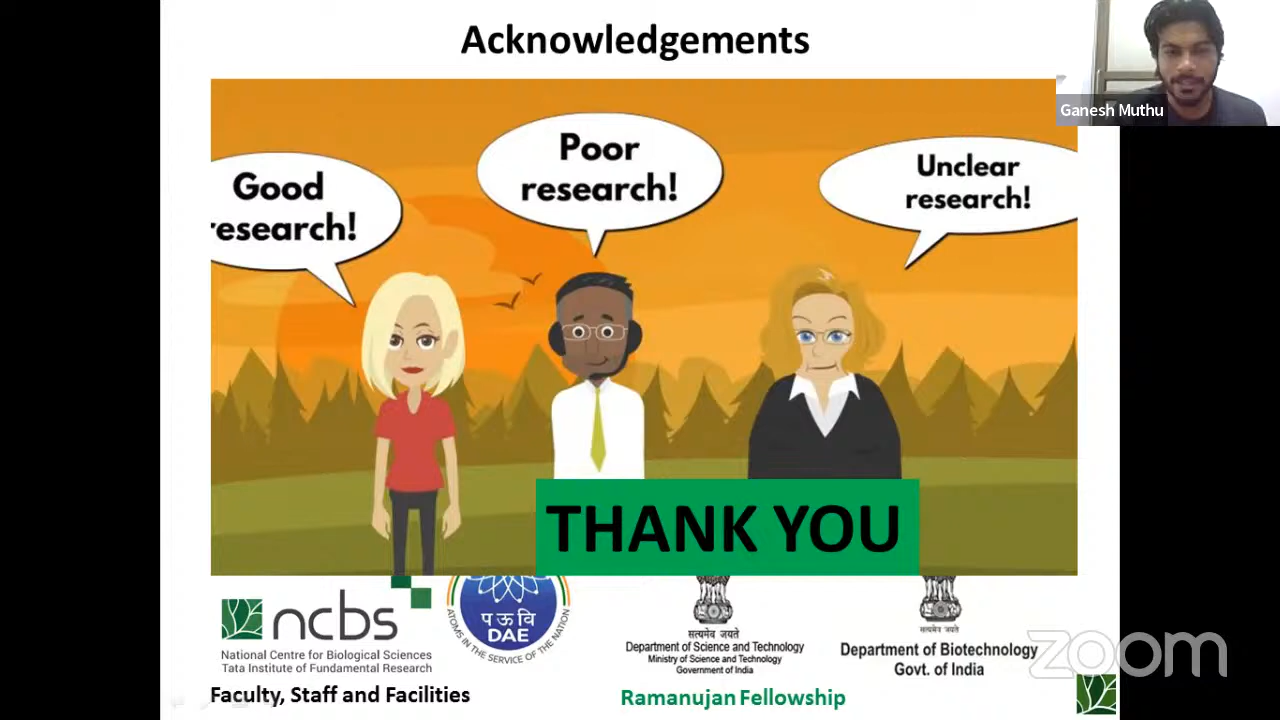 Acknowledgements
Ganesh Muthu
Good
research!
Poor
research!
Unclear
research!
THANK YOU
ncbs
National Centre for Biological Sciences
Tata Institute of Fundamental Research
प ऊ वि
DAE
ATOMS IN THE SERVICE OF THE NATION
सत्यमेव जयते
Department of Science and Technology
Ministry of Science and Technology
Government of India
सत्यमेव जयते
Department of Biotechnology
Govt. of India
zoom
Faculty, Staff and Facilities
Ramanujan Fellowship